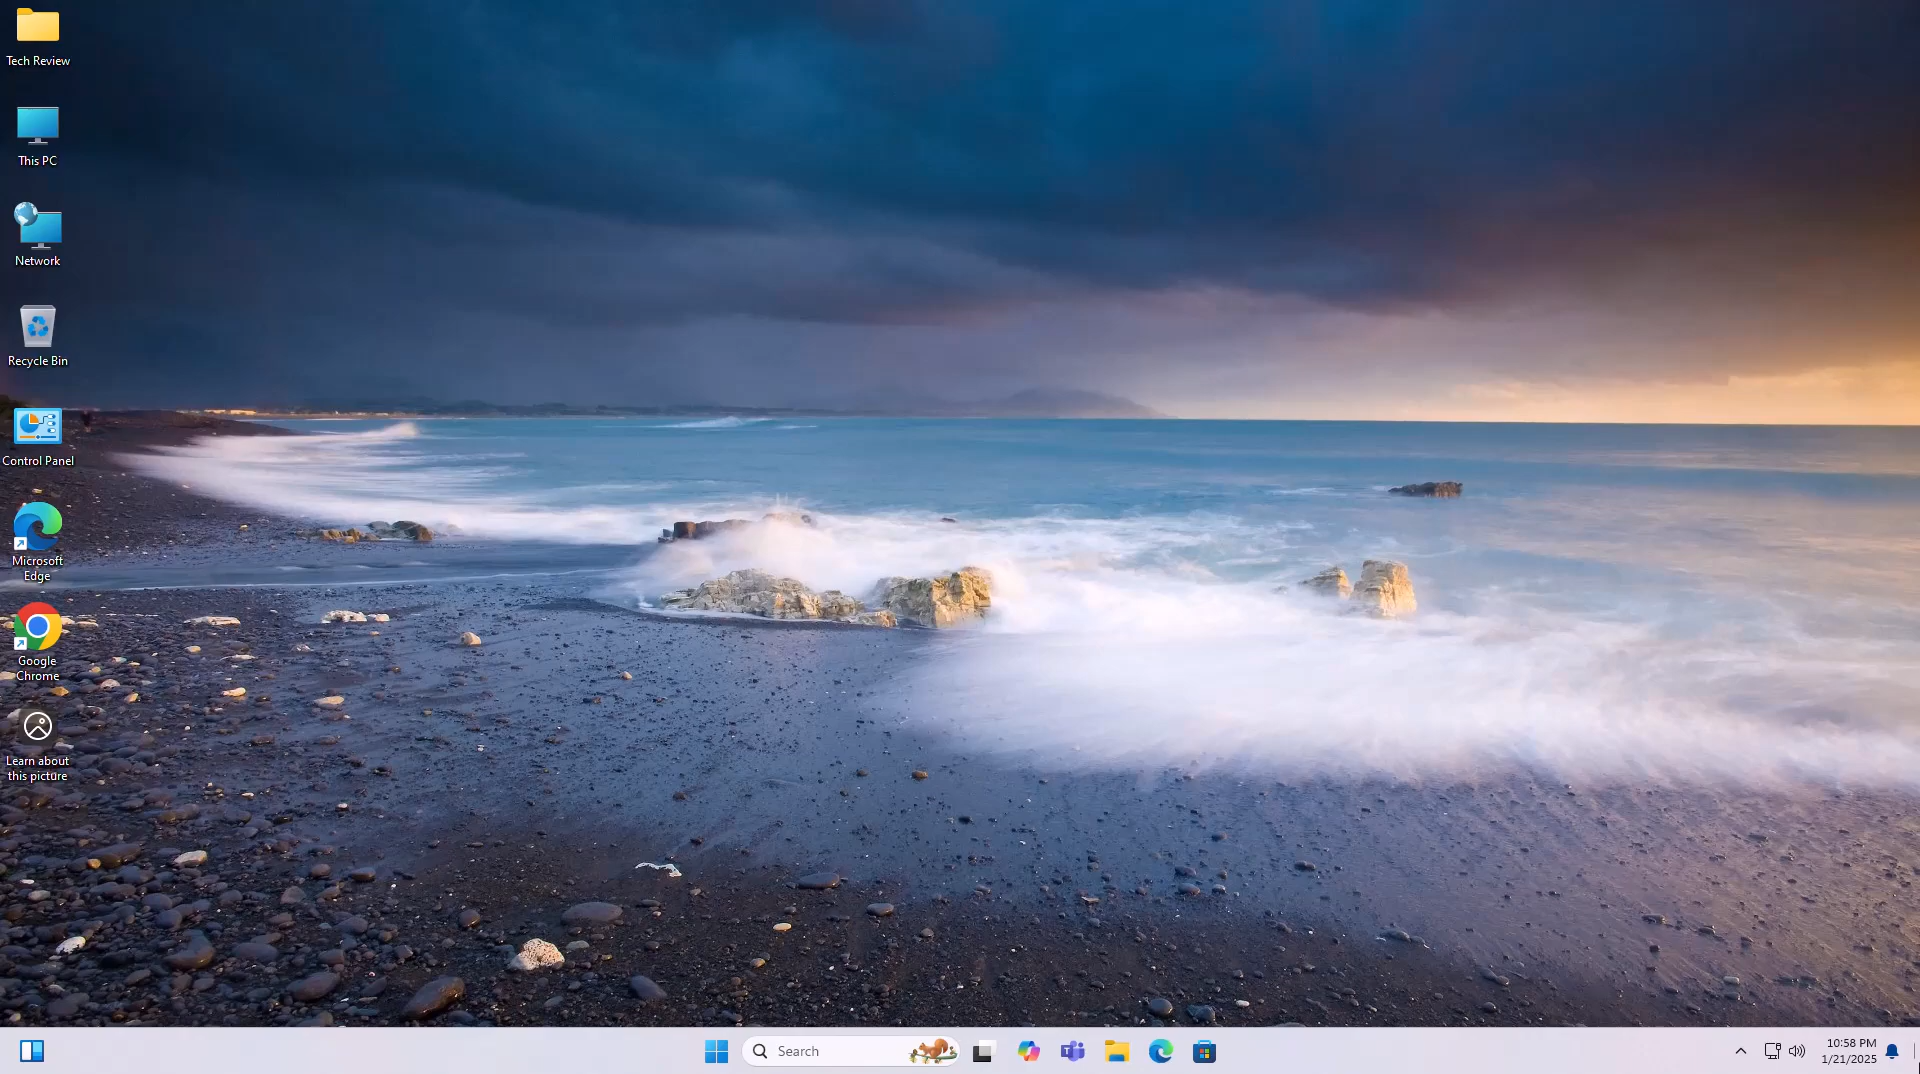 Tech Review
This PC
Network
Recycle Bin
Control Panel
Microsoft
Edge
Google
Chrome
Learn about
this picture
Search
10:58 PM
1/21/2025